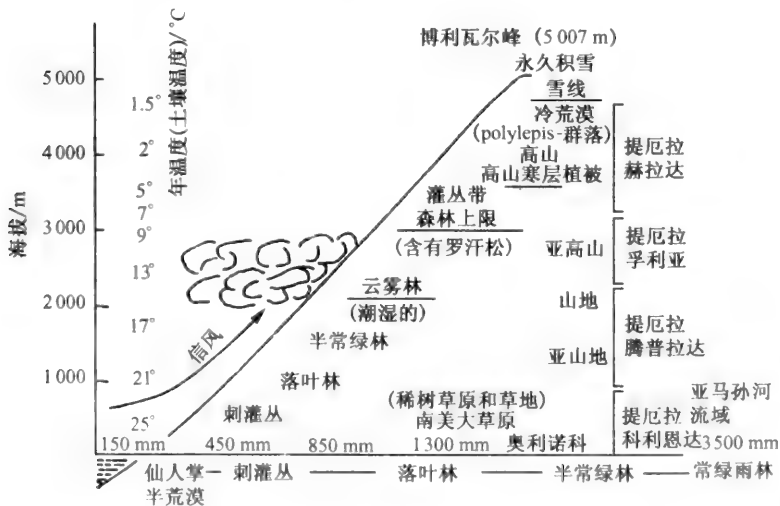 博利瓦尔峰 (5 007 m)
永久积雪
雪线
冷荒漠
(polylepis-群落)
高山
高山寒层植被
灌丛带
森林上限
(含有罗汉松)
云雾林
(潮湿的)
半常绿林
落叶林
刺灌丛
(稀树草原和草地)
南美大草原
奥利诺科
亚高山
山地
亚山地
提厄拉
赫拉达
提厄拉
孚利亚
提厄拉
腾普拉达
提厄拉
科利恩达
亚马孙河
流域
3 500 mm
海拔/m
5 000
4 000
3 000
2 000
1 000
年温度(土壤温度)/°C
1.5°
2°
5°
7°
9°
13°
17°
21°
25°
信风
150 mm 450 mm 850 mm 1300 mm
仙人掌 — 刺灌丛 — 落叶林 — 半常绿林 — 常绿雨林
半荒漠